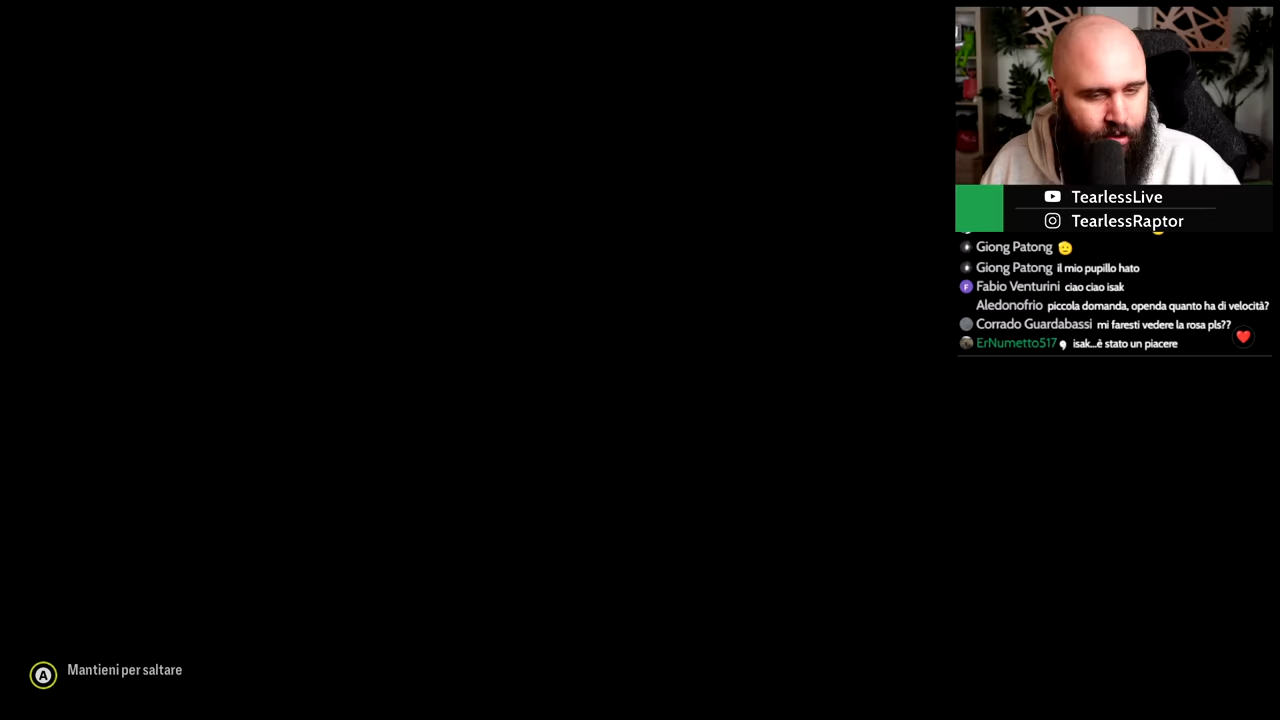 TearlessLive
TearlessRaptor
Giong Patong
Giong Patong il mio pupillo hato
F Fabio Venturini ciao ciao isak
Aledonofrio piccola domanda, openda quanto ha di velocità?
Corrado Guardabassi mi faresti vedere la rosa pls??
ErNumetto517 isak...è stato un piacere
A Mantieni per saltare